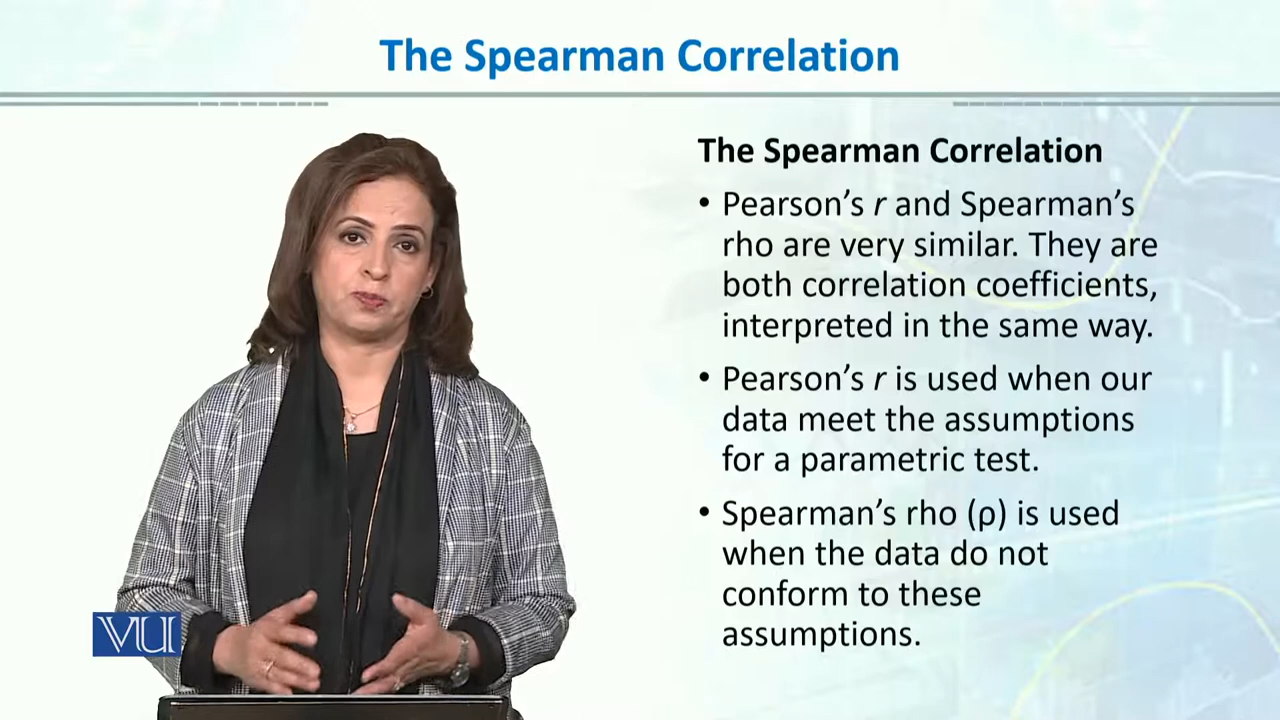 The Spearman Correlation
The Spearman Correlation
• Pearson’s r and Spearman’s
rho are very similar. They are
both correlation coefficients,
interpreted in the same way.
• Pearson’s r is used when our
data meet the assumptions
for a parametric test.
• Spearman’s rho (ρ) is used
when the data do not
conform to these
assumptions.
VU